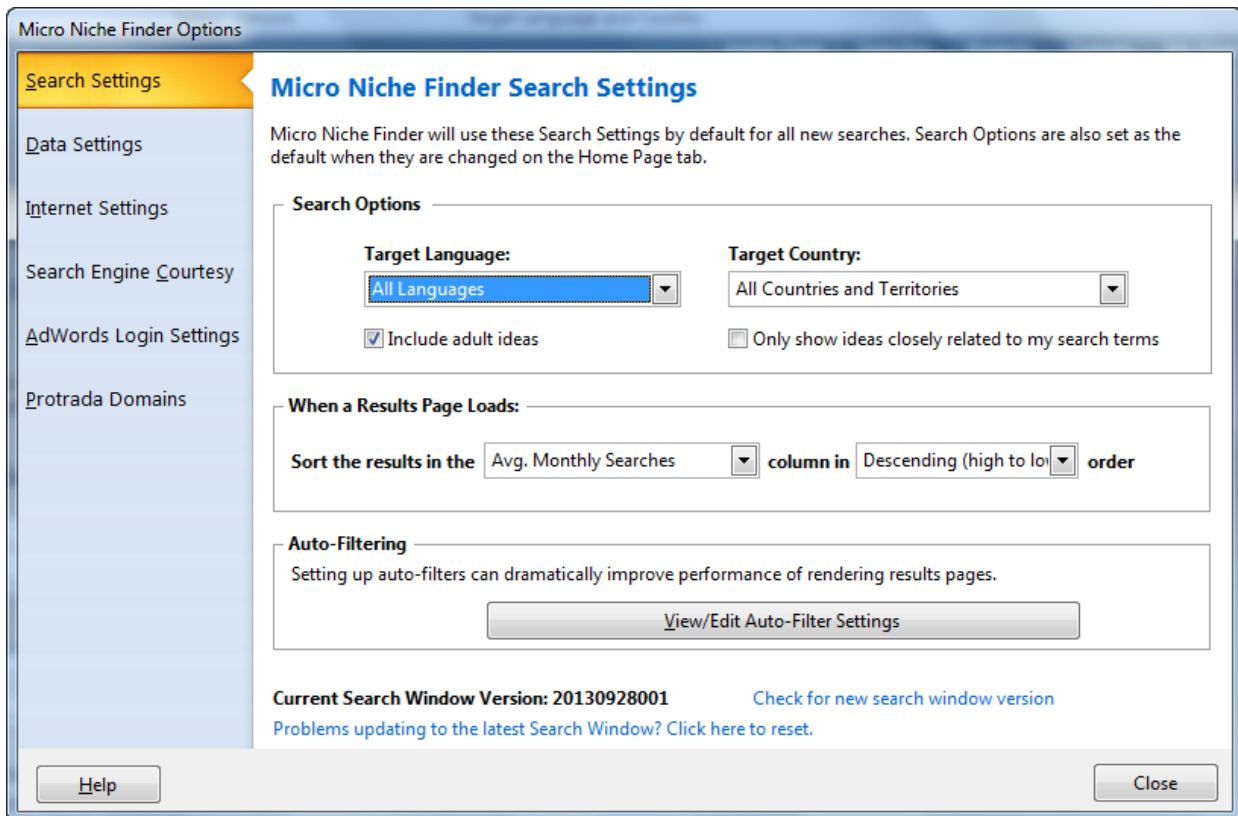 Micro Niche Finder Options
Search Settings
Data Settings
Internet Settings
Search Engine Courtesy
AdWords Login Settings
Protrada Domains
Micro Niche Finder Search Settings
Micro Niche Finder will use these Search Settings by default for all new searches. Search Options are also set as the
default when they are changed on the Home Page tab.
Search Options
Target Language: Target Country:
All Languages All Countries and Territories
Include adult ideas Only show ideas closely related to my search terms
When a Results Page Loads:
Sort the results in the Avg. Monthly Searches column in Descending (high to lo order
Auto-Filtering
Setting up auto-filters can dramatically improve performance of rendering results pages.
View/Edit Auto-Filter Settings
Current Search Window Version: 20130928001 Check for new search window version
Problems updating to the latest Search Window? Click here to reset.
Help Close